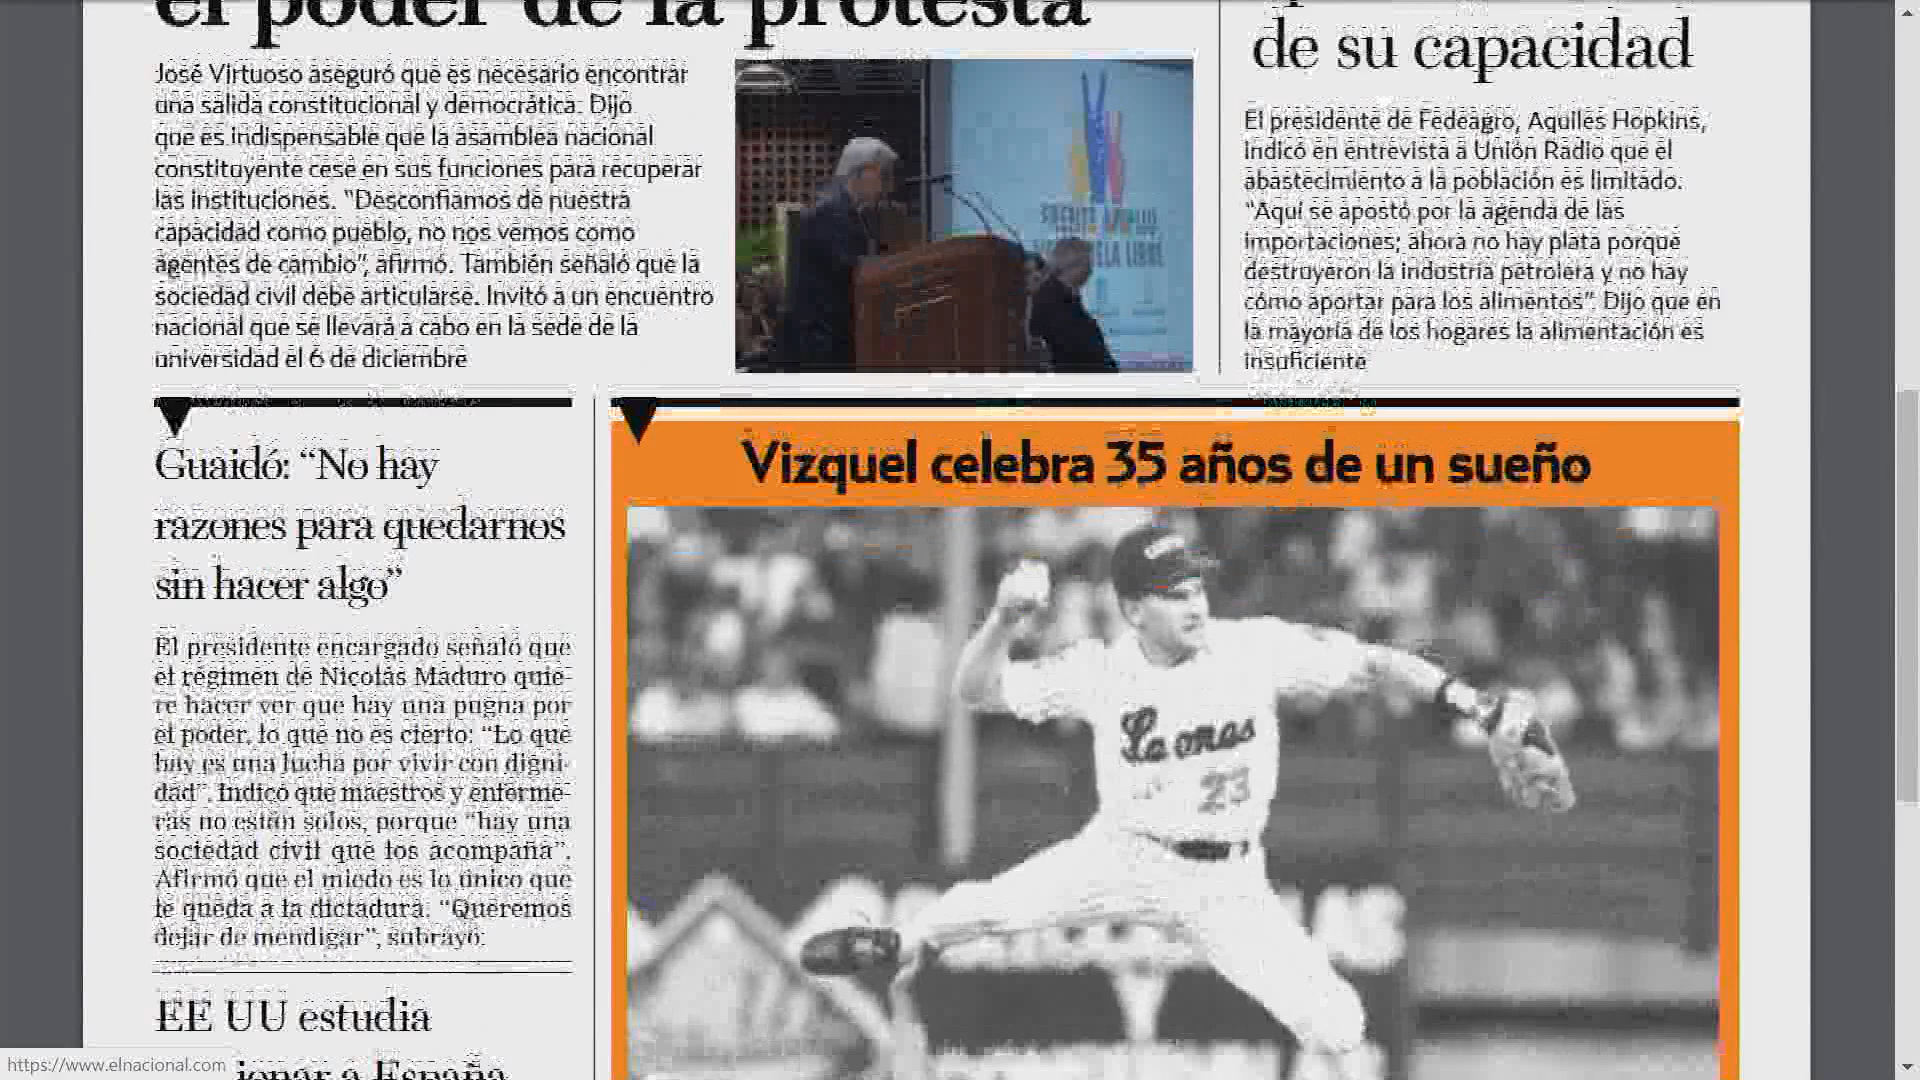 el poder de la protesta
José Virtuoso aseguró que es necesario encontrar
una salida constitucional y democrática. Dijo
que es indispensable que la asamblea nacional
constituyente cese en sus funciones para recuperar
las instituciones. “Desconfiamos de nuestra
capacidad como pueblo, no nos vemos como
agentes de cambio”, afirmó. También señaló que la
sociedad civil debe articularse. Invitó a un encuentro
nacional que se llevará a cabo en la sede de la
universidad el 6 de diciembre
LIBRE
de su capacidad
El presidente de Fedeagro, Aquiles Hopkins,
indicó en entrevista a Unión Radio que el
abastecimiento a la población es limitado.
“Aquí se apostó por la agenda de las
importaciones; ahora no hay plata porque
destruyeron la industria petrolera y no hay
cómo aportar para los alimentos”. Dijo que en
la mayoría de los hogares la alimentación es
insuficiente
Guaidó: “No hay
razones para quedarnos
sin hacer algo”
El presidente encargado señaló que
el régimen de Nicolás Maduro quie-
re hacer ver que hay una pugna por
el poder, lo que no es cierto: “Lo que
hay es una lucha por vivir con digni-
dad”. Indicó que maestros y enferme-
ras no están solos, porque “hay una
sociedad civil que los acompaña”.
Afirmó que el miedo es lo único que
le queda a la dictadura. “Queremos
dejar de mendigar”, subrayó.
EE UU estudia
a España
Vizquel celebra 35 años de un sueño
Leones
23
https://www.elnacional.com